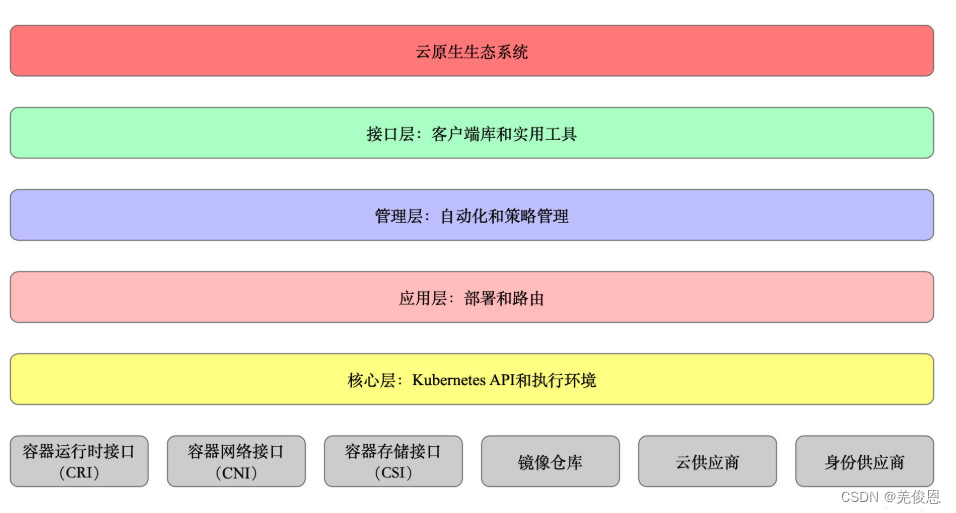 云原生生态系统
接口层：客户端库和实用工具
管理层：自动化和策略管理
应用层：部署和路由
核心层：Kubernetes API和执行环境
容器运行时接口
（CRI）
容器网络接口
（CNI）
容器存储接口
（CSI）
镜像仓库
云供应商
身份供应商
CSDN @羌俊恩